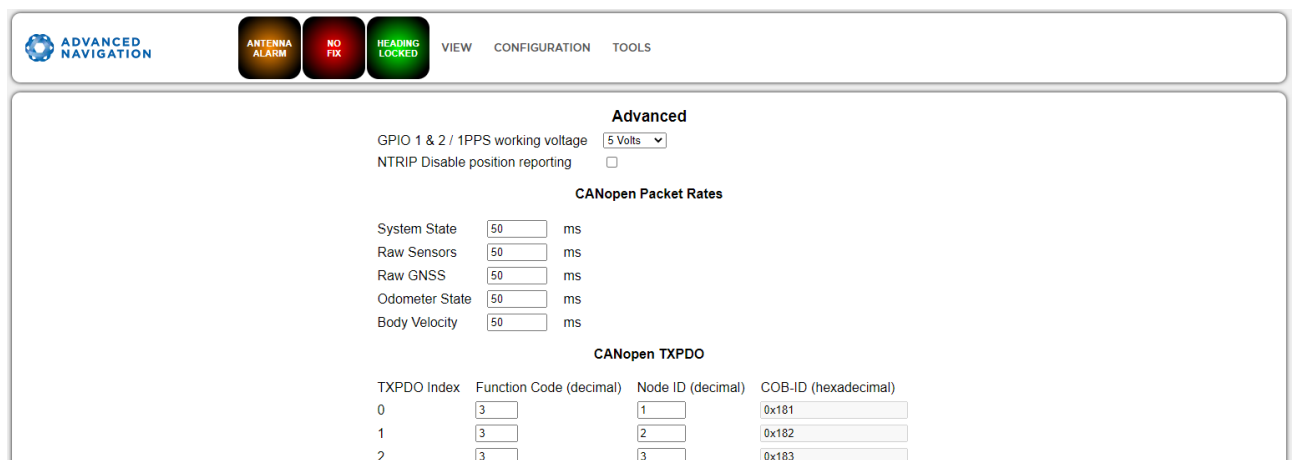 ADVANCED
NAVIGATION
ANTENNA
ALARM
NO
FIX
HEADING
LOCKED
VIEW CONFIGURATION TOOLS
Advanced
GPIO 1 & 2 / 1PPS working voltage 5 Volts
NTRIP Disable position reporting
CANopen Packet Rates
System State 50 ms
Raw Sensors 50 ms
Raw GNSS 50 ms
Odometer State 50 ms
Body Velocity 50 ms
CANopen TXPDO
TXPDO Index Function Code (decimal) Node ID (decimal) COB-ID (hexadecimal)
0 3 1 0x181
1 3 2 0x182
2 3 3 0x183